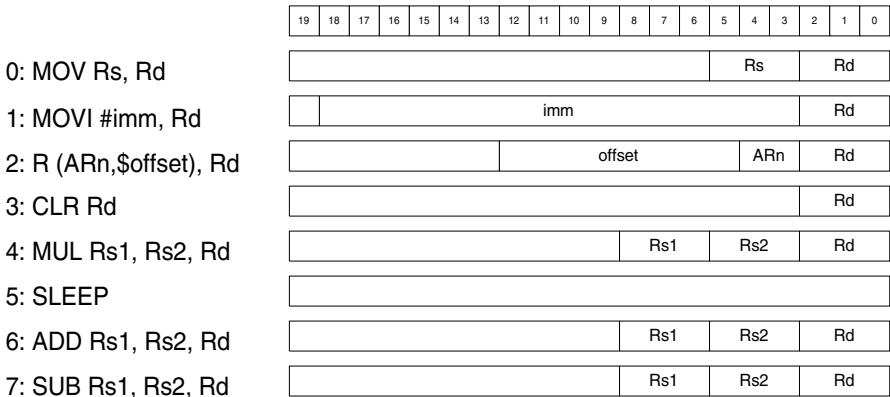 19 18 17 16 15 14 13 12 11 10 9 8 7 6 5 4 3 2 1 0
0: MOV Rs, Rd Rs Rd
1: MOVI #imm, Rd imm Rd
2: R (ARn,$offset), Rd offset ARn Rd
3: CLR Rd Rd
4: MUL Rs1, Rs2, Rd Rs1 Rs2 Rd
5: SLEEP
6: ADD Rs1, Rs2, Rd Rs1 Rs2 Rd
7: SUB Rs1, Rs2, Rd Rs1 Rs2 Rd